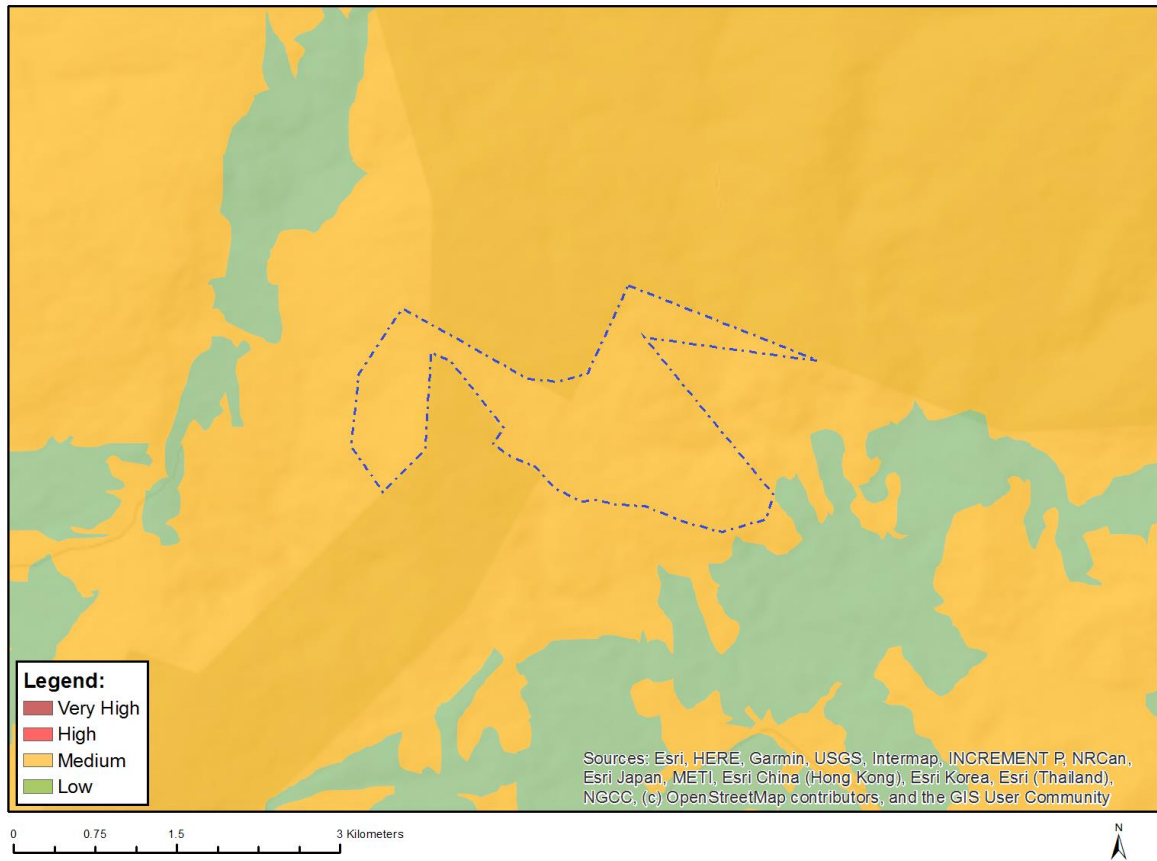 Legend:
Very High
High
Medium
Low
Sources: Esri, HERE, Garmin, USGS, Intermap, INCREMENT P, NRCan,
Esri Japan, METI, Esri China (Hong Kong), Esri Korea, Esri (Thailand),
NGCC, (c) OpenStreetMap contributors, and the GIS User Community
0 0.75 1.5 3 Kilometers
N